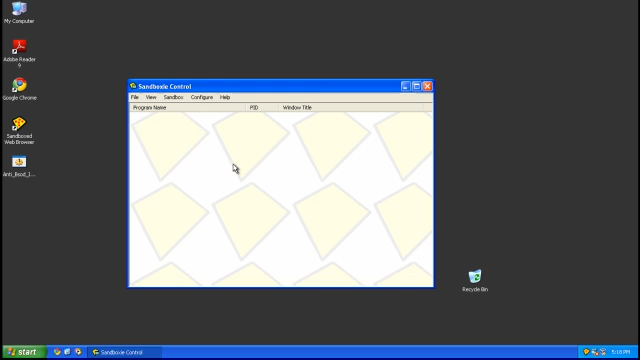 My Computer
Adobe Reader
9
Google Chrome
Sandboxed
Web Browser
Anti_Bsod_1...
Sandboxie Control
File View Sandbox Configure Help
Program Name PID Window Title
Recycle Bin
start Sandboxie Control 5:18 PM